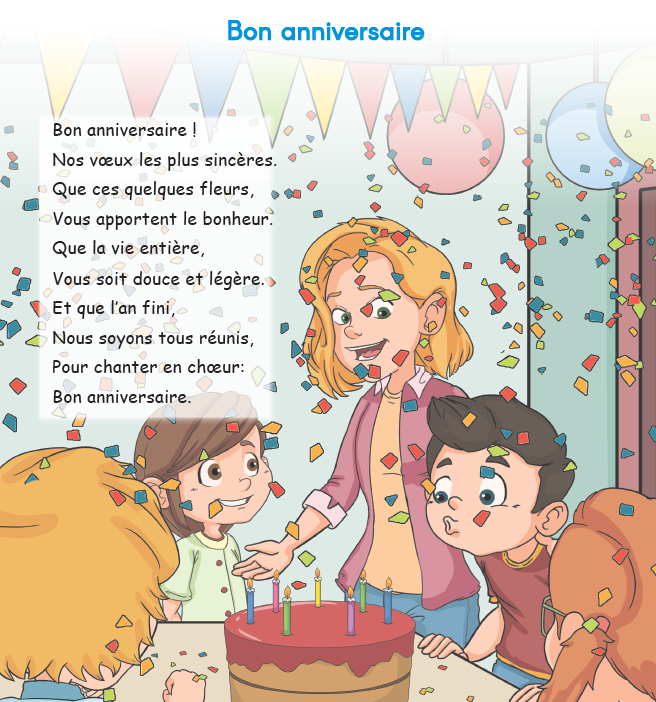 Bon anniversaire
Bon anniversaire !
Nos vœux les plus sincères.
Que ces quelques fleurs,
Vous apportent le bonheur.
Que la vie entière,
Vous soit douce et légère.
Et que l'an fini,
Nous soyons tous réunis,
Pour chanter en chœur:
Bon anniversaire.